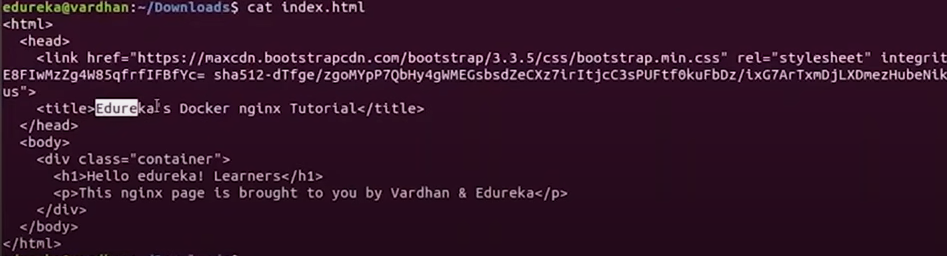 edureka@vardhan:~/Downloads$ cat index.html
<html>
<head>
<link href="https://maxcdn.bootstrapcdn.com/bootstrap/3.3.5/css/bootstrap.min.css" rel="stylesheet" integrit
E8FIwMzZg4W85qfrfIFBfYc= sha512-dTfge/zgoMYpP7QbHy4gWMEGsbsdZeCXz7irItjcC3sPUFtf0kuFbDz/ixG7ArTxmDjLXDmezHubeNik
us">
<title>Edureka's Docker nginx Tutorial</title>
</head>
<body>
<div class="container">
<h1>Hello edureka! Learners</h1>
<p>This nginx page is brought to you by Vardhan & Edureka</p>
</div>
</body>
</html>